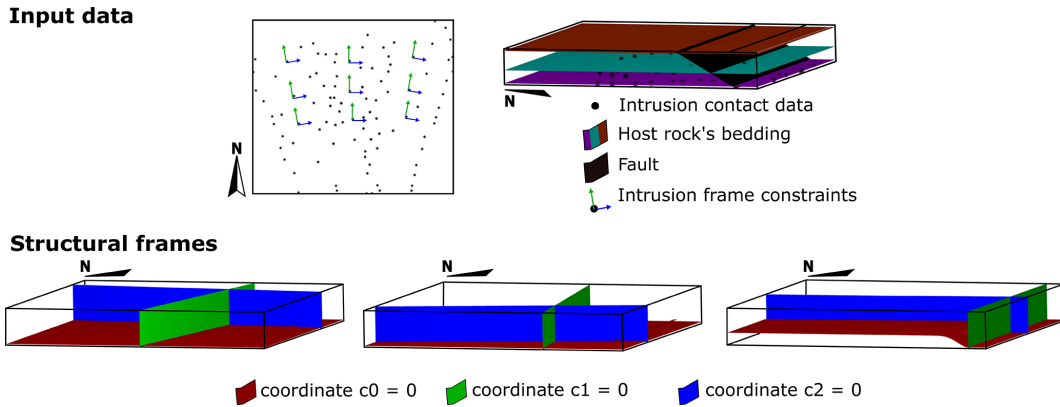 Input data
N
N
Intrusion contact data
Host rock's bedding
Fault
Intrusion frame constraints
Structural frames
N
N
N
coordinate c0 = 0
coordinate c1 = 0
coordinate c2 = 0